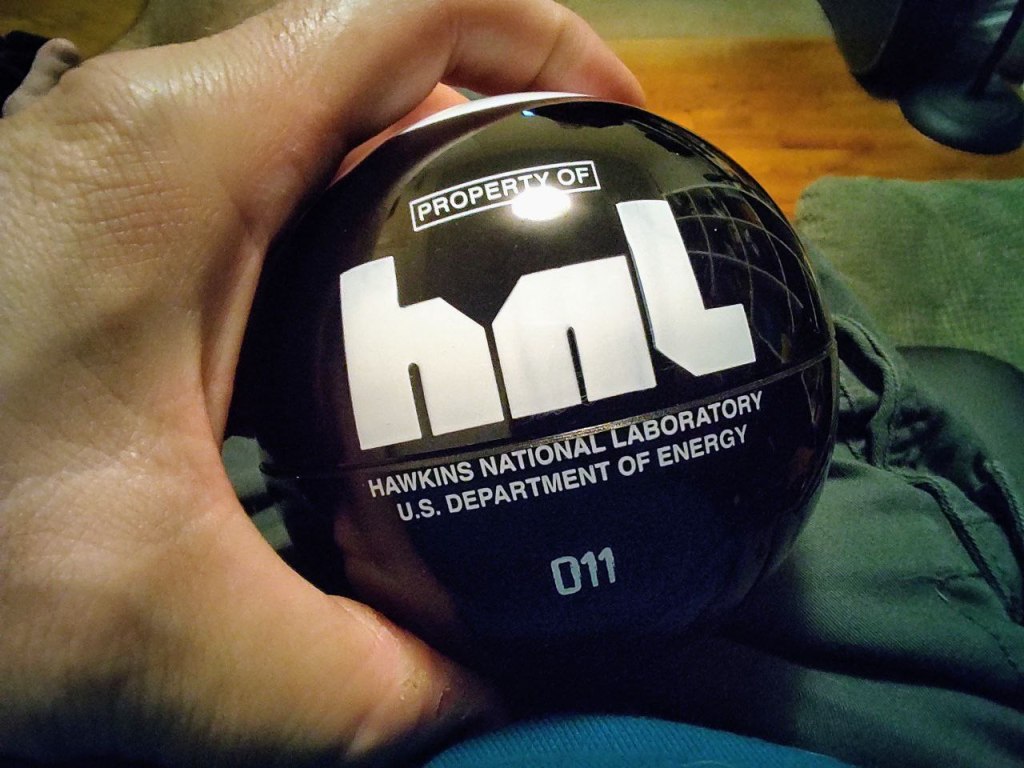 PROPERTY OF
hnL
HAWKINS NATIONAL LABORATORY
U.S. DEPARTMENT OF ENERGY
011